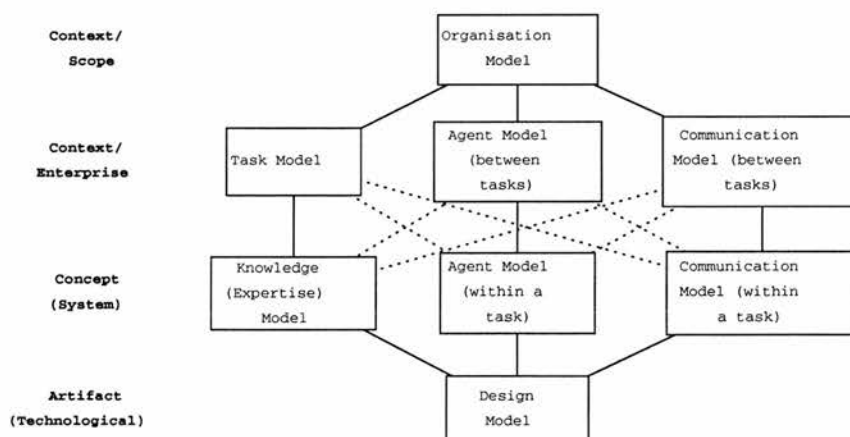 Context/
Scope
Organisation
Model
Context/
Enterprise
Task Model
Agent Model
(between
tasks)
Communication
Model (between
tasks)
Concept
(System)
Knowledge
(Expertise)
Model
Agent Model
(within a
task)
Communication
Model (within
a task)
Artifact
(Technological)
Design
Model